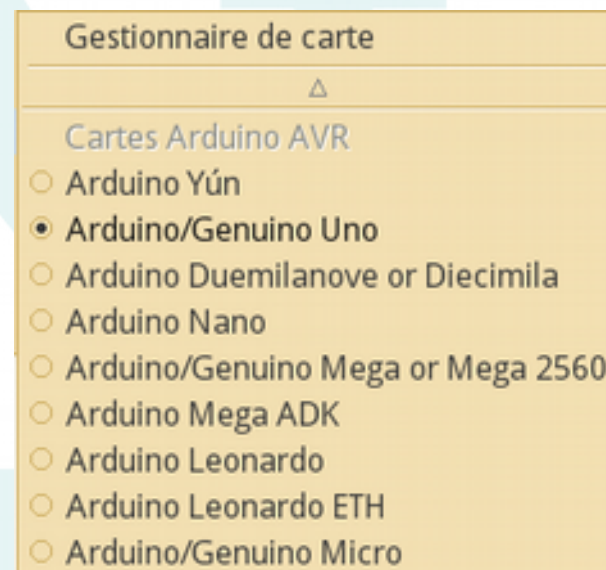 Gestionnaire de carte
Cartes Arduino AVR
Arduino Yún
Arduino/Genuino Uno
Arduino Duemilanove or Diecimila
Arduino Nano
Arduino/Genuino Mega or Mega 2560
Arduino Mega ADK
Arduino Leonardo
Arduino Leonardo ETH
Arduino/Genuino Micro